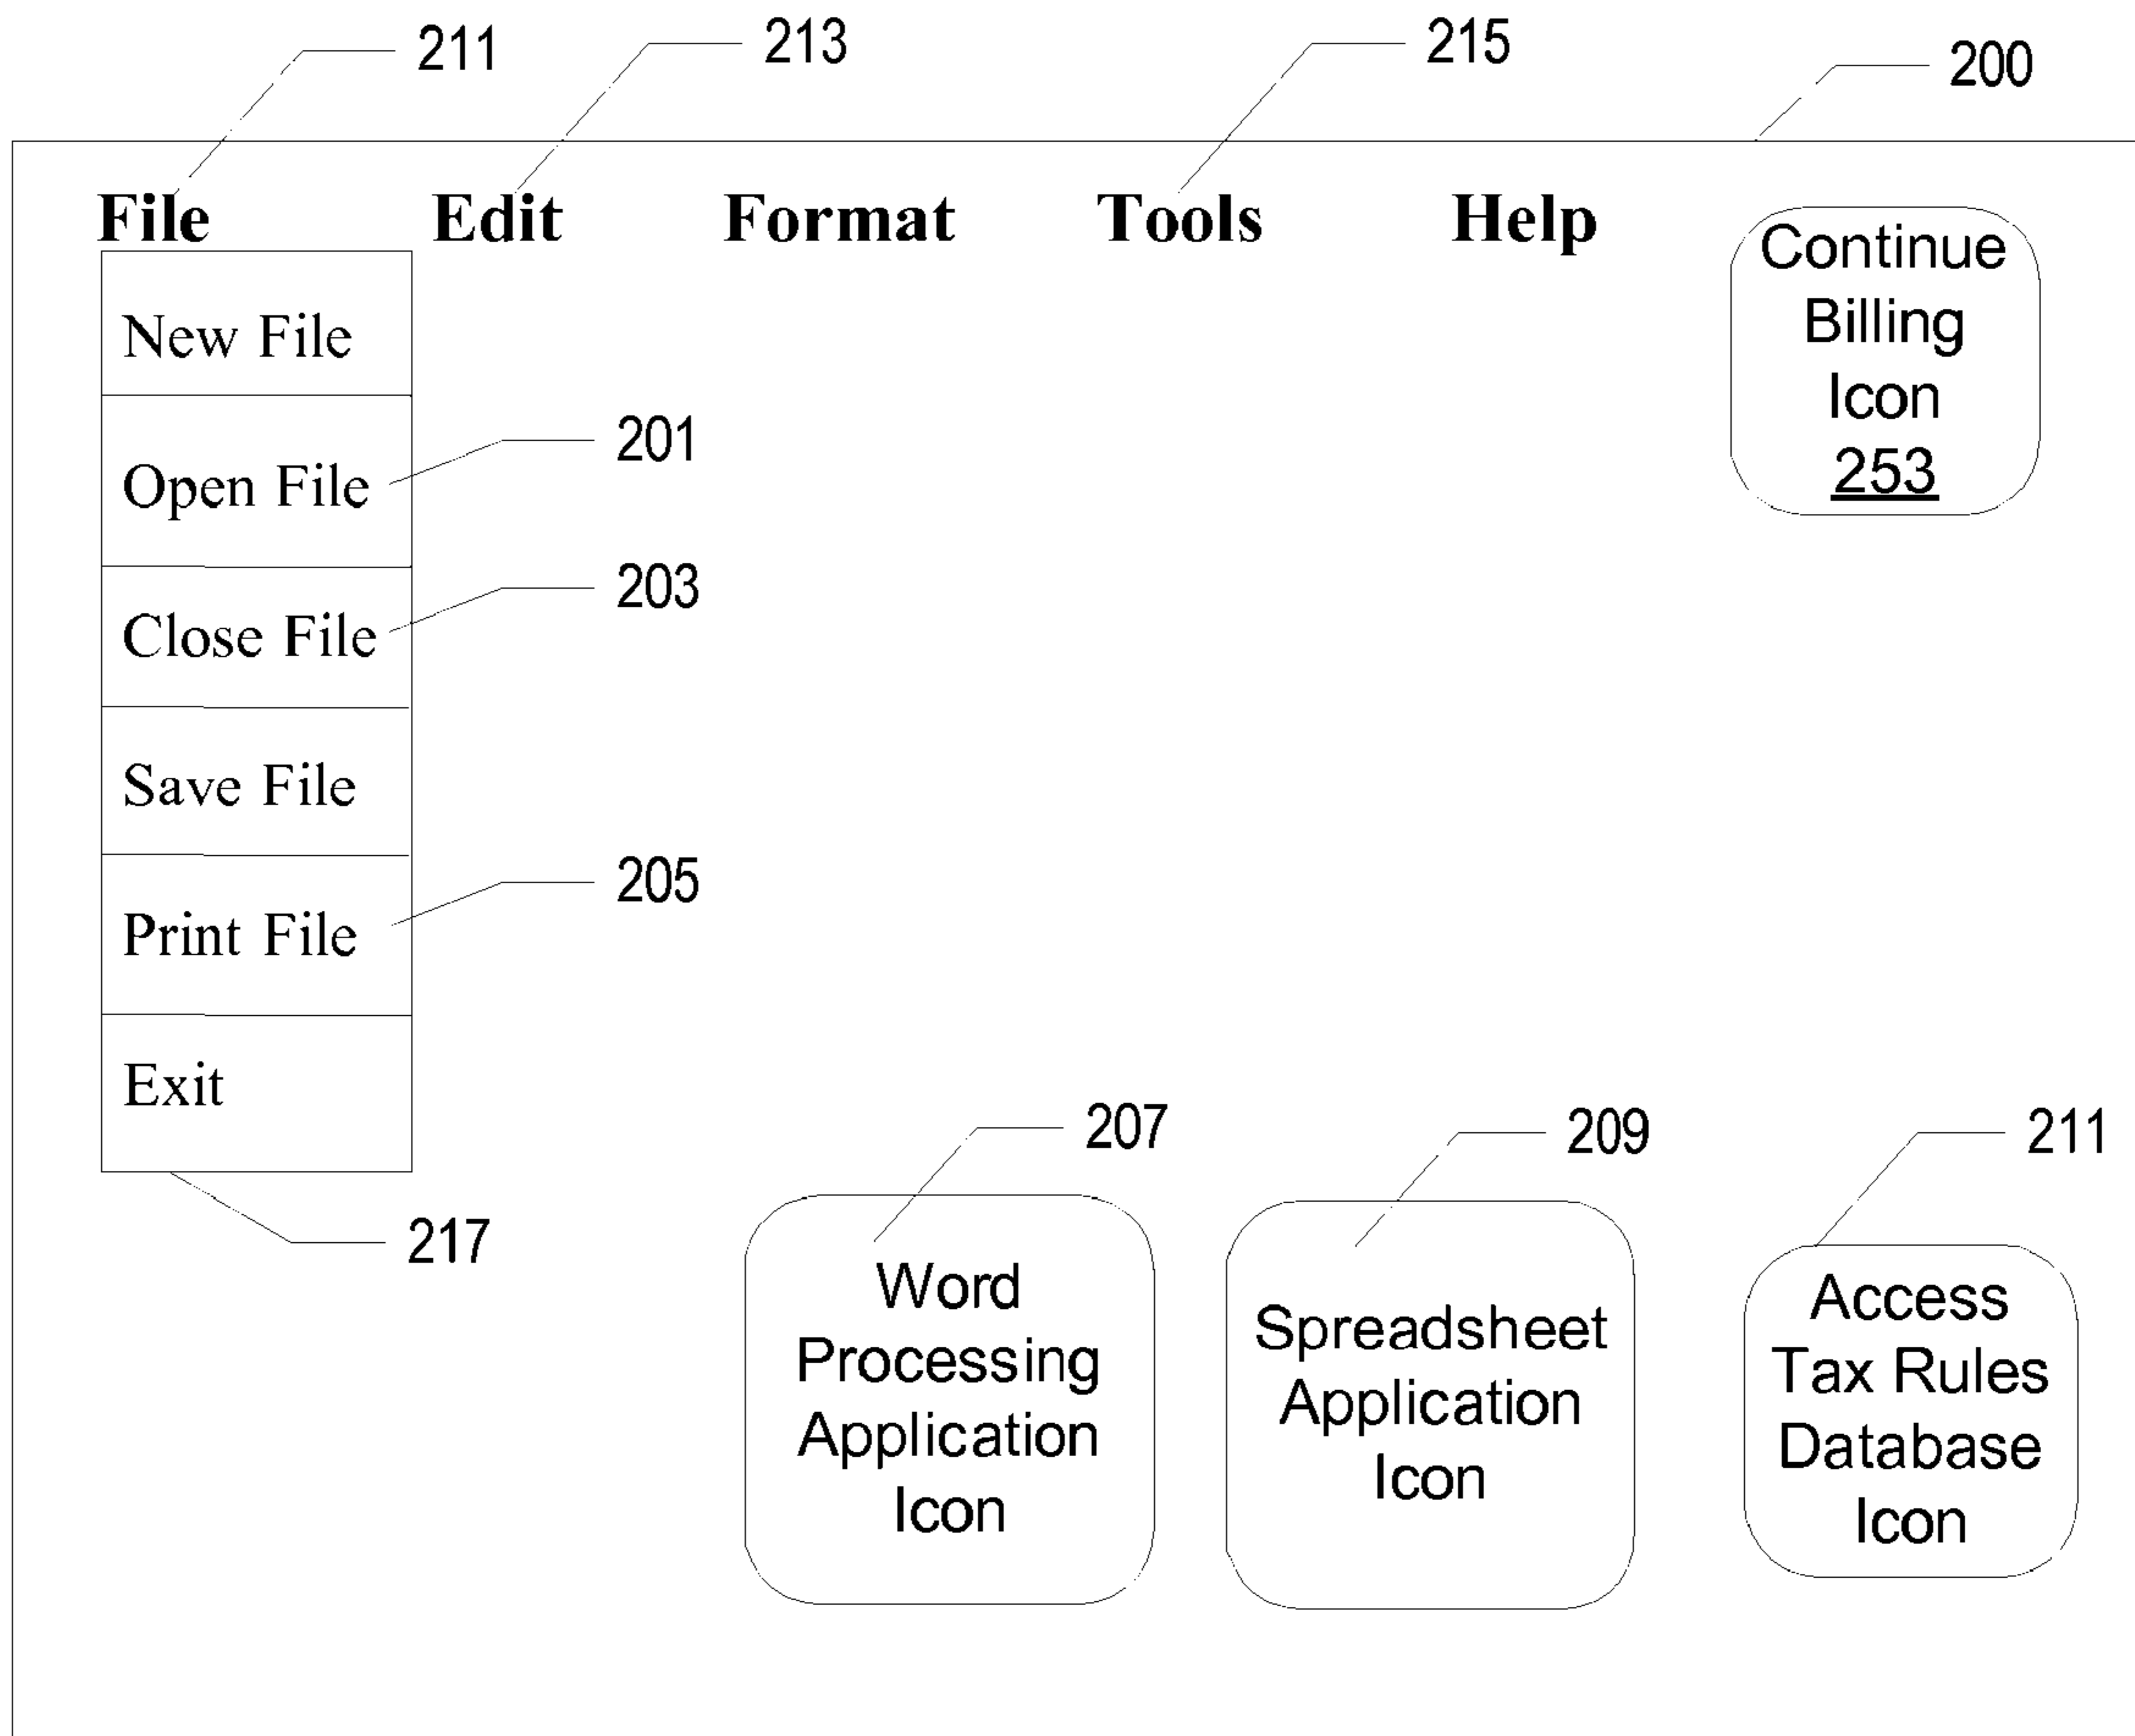 211
213
215
200
File Edit Format Tools Help
Continue
Billing
Icon
253
New File
Open File
201
Close File
203
Save File
Print File
205
Exit
217
207
209
211
Word
Processing
Application
Icon
Spreadsheet
Application
Icon
Access
Tax Rules
Database
Icon